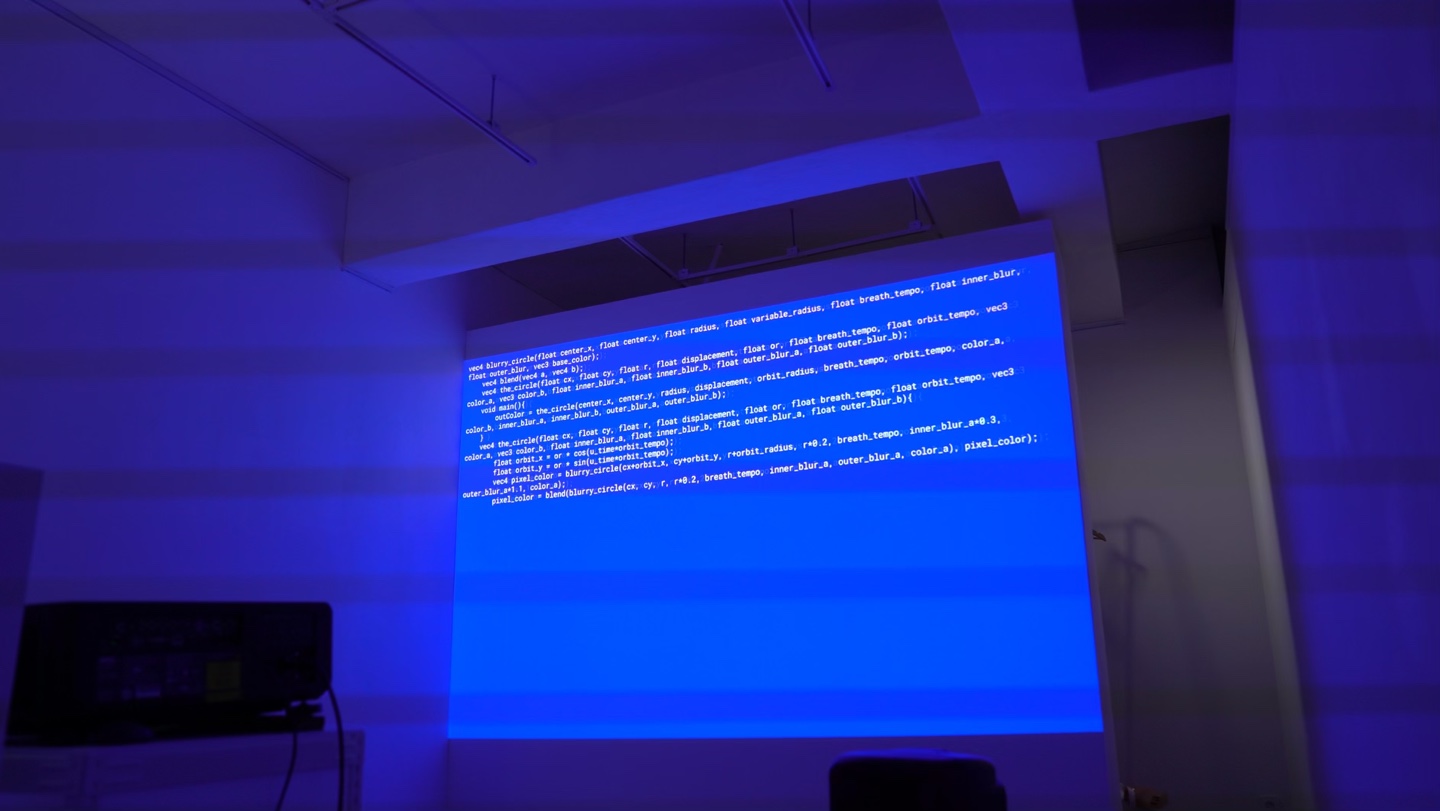 vec4 blurry_circle(float center_x, float center_y, float radius, float variable_radius, float breath_tempo, float inner_blur,
float outer_blur, vec3 base_color);
vec4 blend(vec4 a, vec4 b);
vec4 the_circle(float cx, float cy, float r, float displacement, float or, float breath_tempo, float orbit_tempo, vec3
color_a, vec3 color_b, float inner_blur_a, float inner_blur_b, float outer_blur_a, float outer_blur_b);
void main(){
outColor = the_circle(center_x, center_y, radius, displacement, orbit_radius, breath_tempo, orbit_tempo, color_a,
color_b, inner_blur_a, inner_blur_b, outer_blur_a, outer_blur_b);
}
vec4 the_circle(float cx, float cy, float r, float displacement, float or, float breath_tempo, float orbit_tempo, vec3
color_a, vec3 color_b, float inner_blur_a, float inner_blur_b, float outer_blur_a, float outer_blur_b){
float orbit_x = or * cos(u_time*orbit_tempo);
float orbit_y = or * sin(u_time*orbit_tempo);
vec4 pixel_color = blurry_circle(cx+orbit_x, cy+orbit_y, r+orbit_radius, r*0.2, breath_tempo, inner_blur_a*0.3,
outer_blur_a*1.1, color_a);
pixel_color = blend(blurry_circle(cx, cy, r, r*0.2, breath_tempo, inner_blur_a, outer_blur_a, color_a), pixel_color);